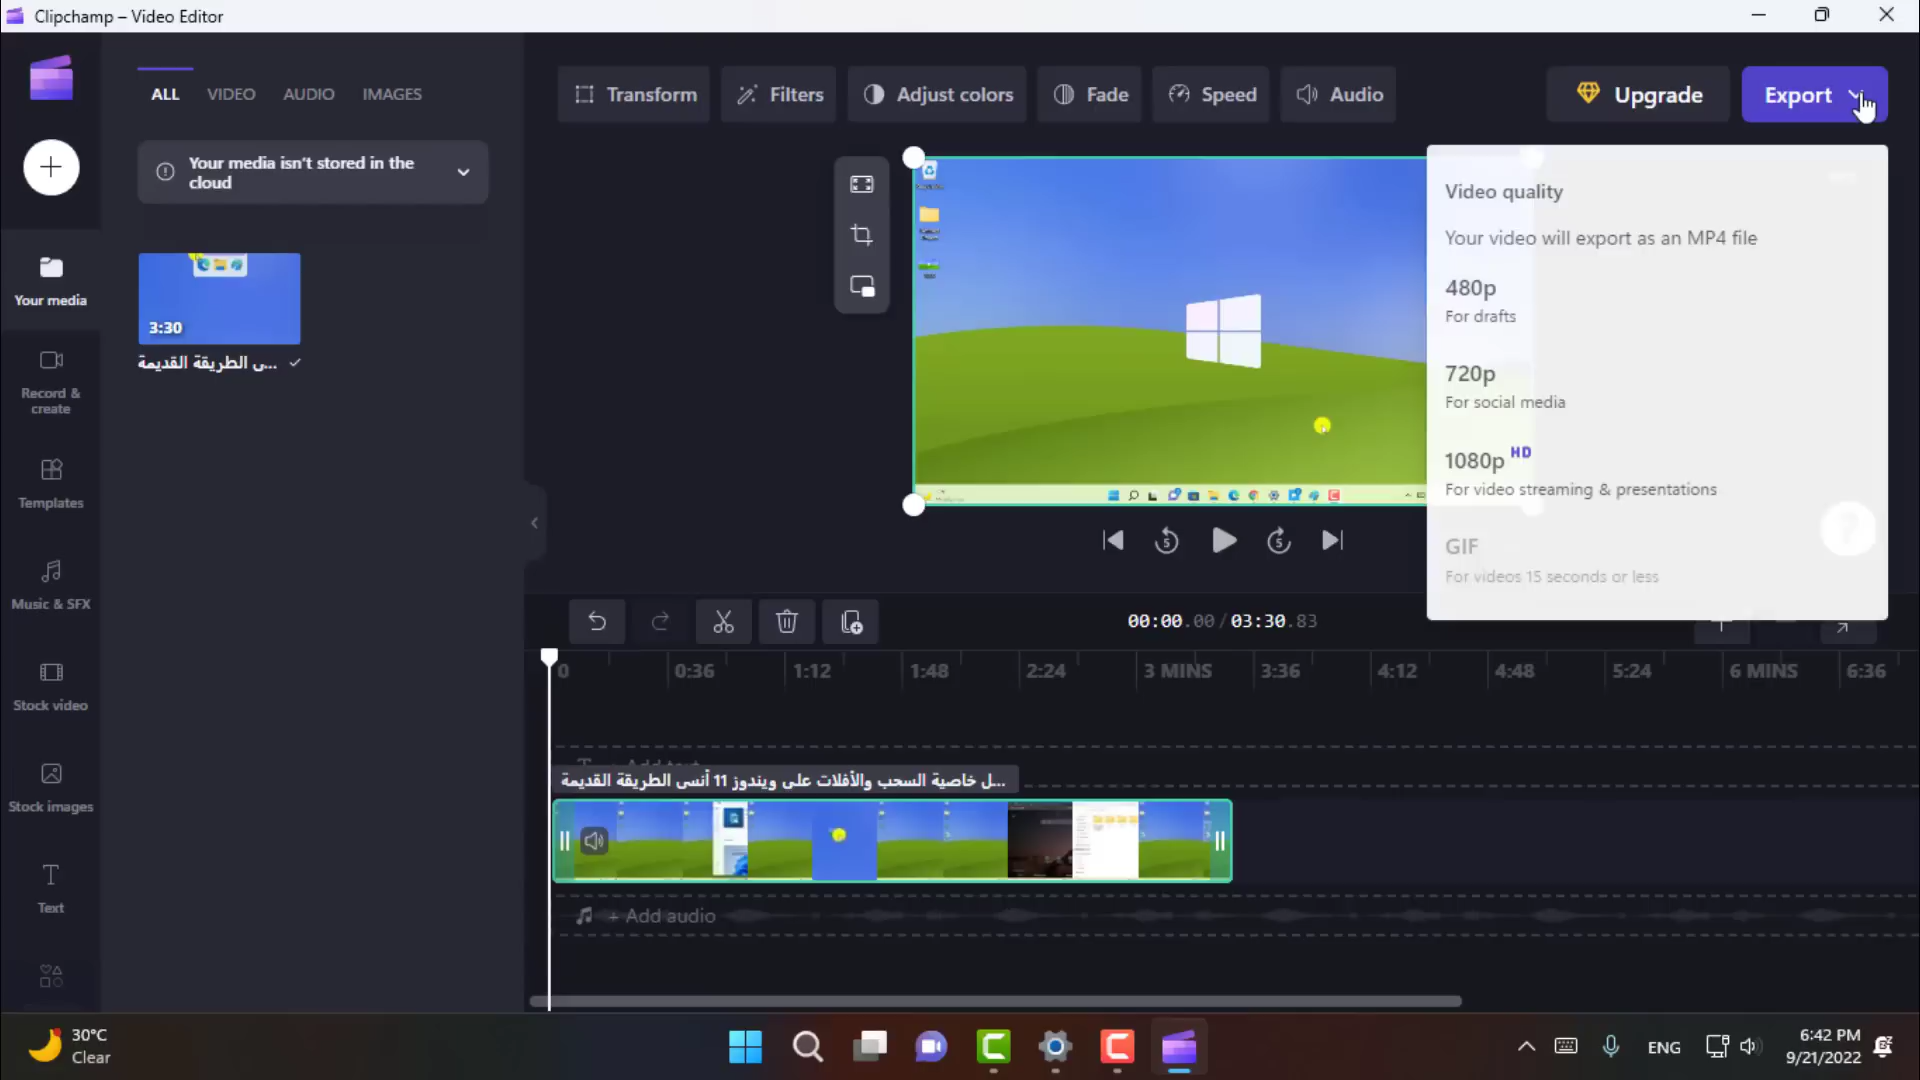 Clipchamp – Video Editor
ALL VIDEO AUDIO IMAGES
Transform Filters Adjust colors Fade Speed Audio
Upgrade Export
Your media isn't stored in the
cloud
3:30
...ى الطريقة القديمة
Your media
Record &
create
Templates
Music & SFX
Stock video
Stock images
Text
Video quality
Your video will export as an MP4 file
480p
For drafts
720p
For social media
1080p HD
For video streaming & presentations
GIF
For videos 15 seconds or less
5 5
00:00.00 / 03:30.83
0 0:36 1:12 1:48 2:24 3 MINS 3:36 4:12 4:48 5:24 6 MINS 6:36
...ل خاصية السحب والأفلات على ويندوز 11 أنسى الطريقة القديمة
+ Add audio
30°C
Clear
ENG
6:42 PM
9/21/2022